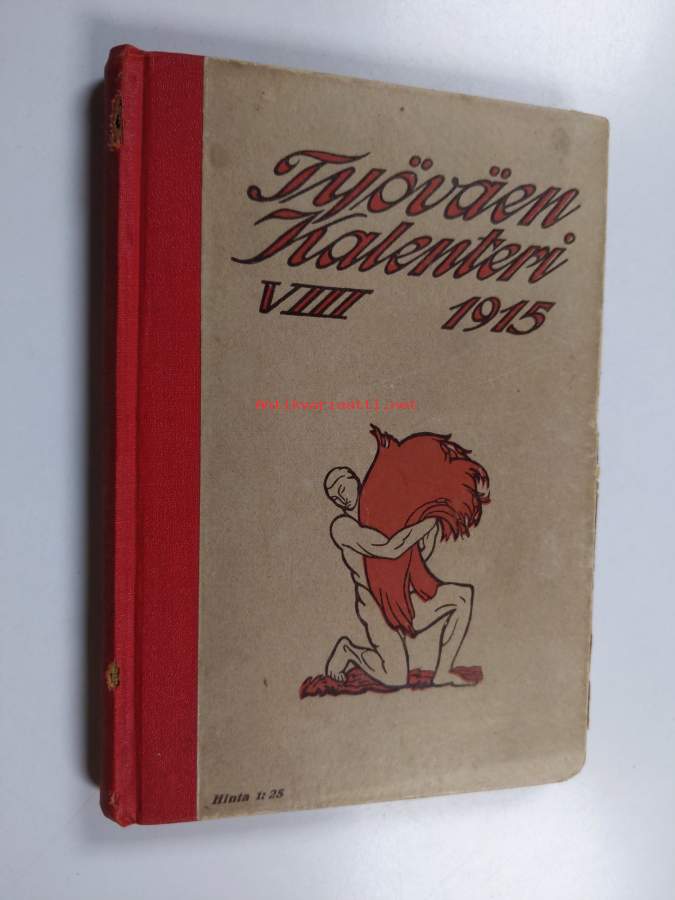 Työväen
Kalenteri
VIIII 1915
Antikvariaatti.net
Hinta 1: 25